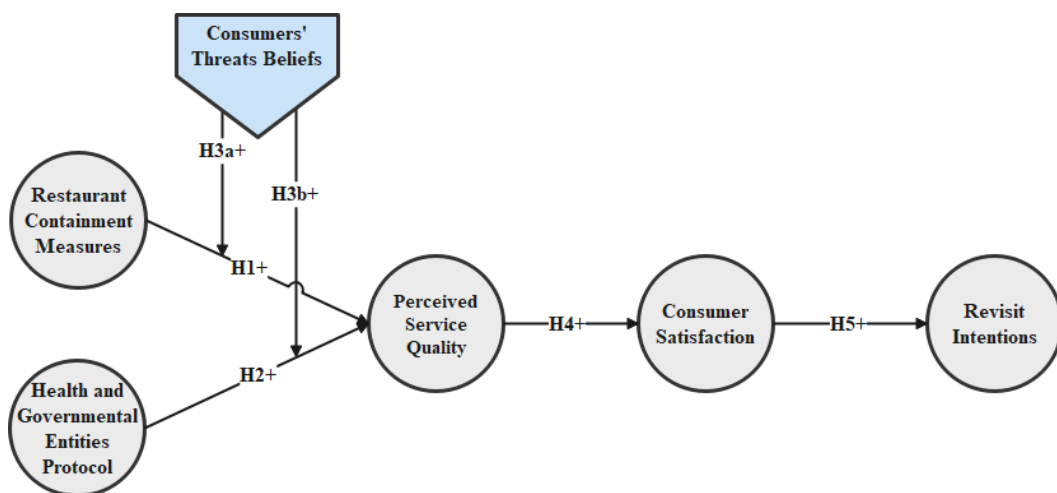 Consumers'
Threats Beliefs
H3a+
H3b+
Restaurant
Containment
Measures
H1+
Perceived
Service
Quality
H4+
Consumer
Satisfaction
H5+
Revisit
Intentions
H2+
Health and
Governmental
Entities
Protocol